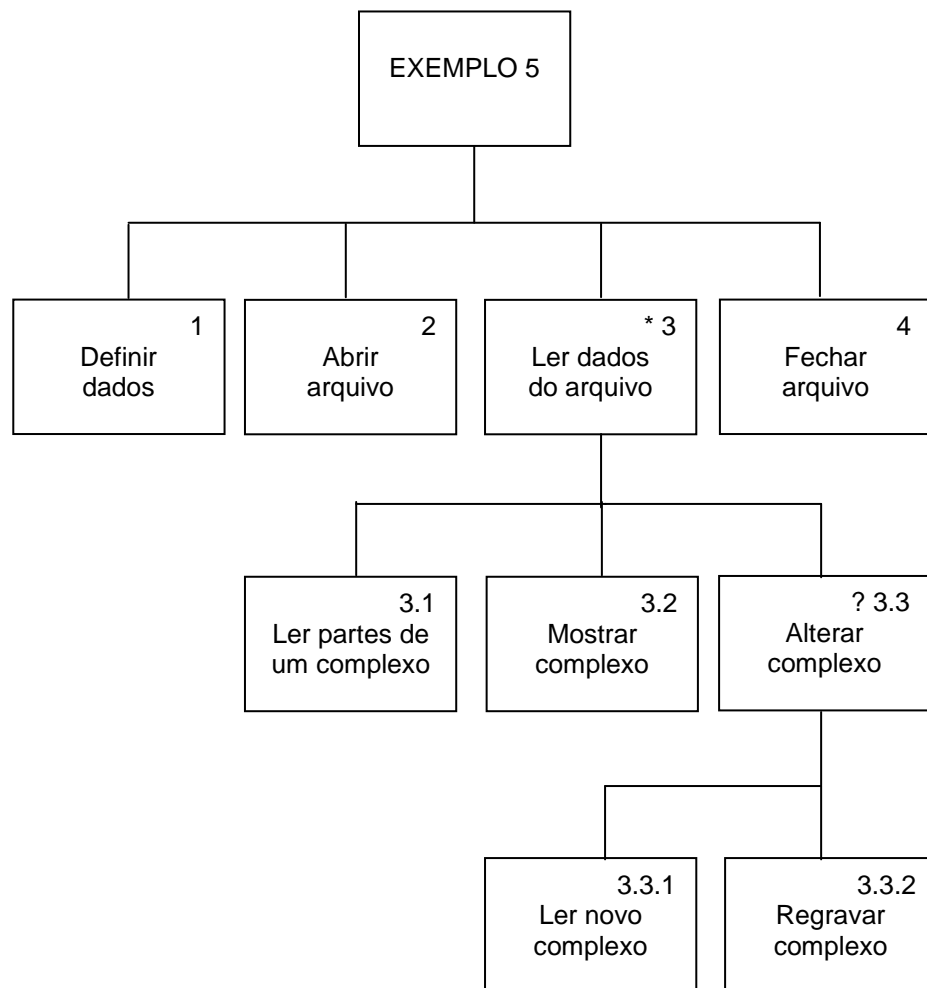 EXEMPLO 5
1
Definir
dados
2
Abrir
arquivo
* 3
Ler dados
do arquivo
4
Fechar
arquivo
3.1
Ler partes de
um complexo
3.2
Mostrar
complexo
? 3.3
Alterar
complexo
3.3.1
Ler novo
complexo
3.3.2
Regravar
complexo